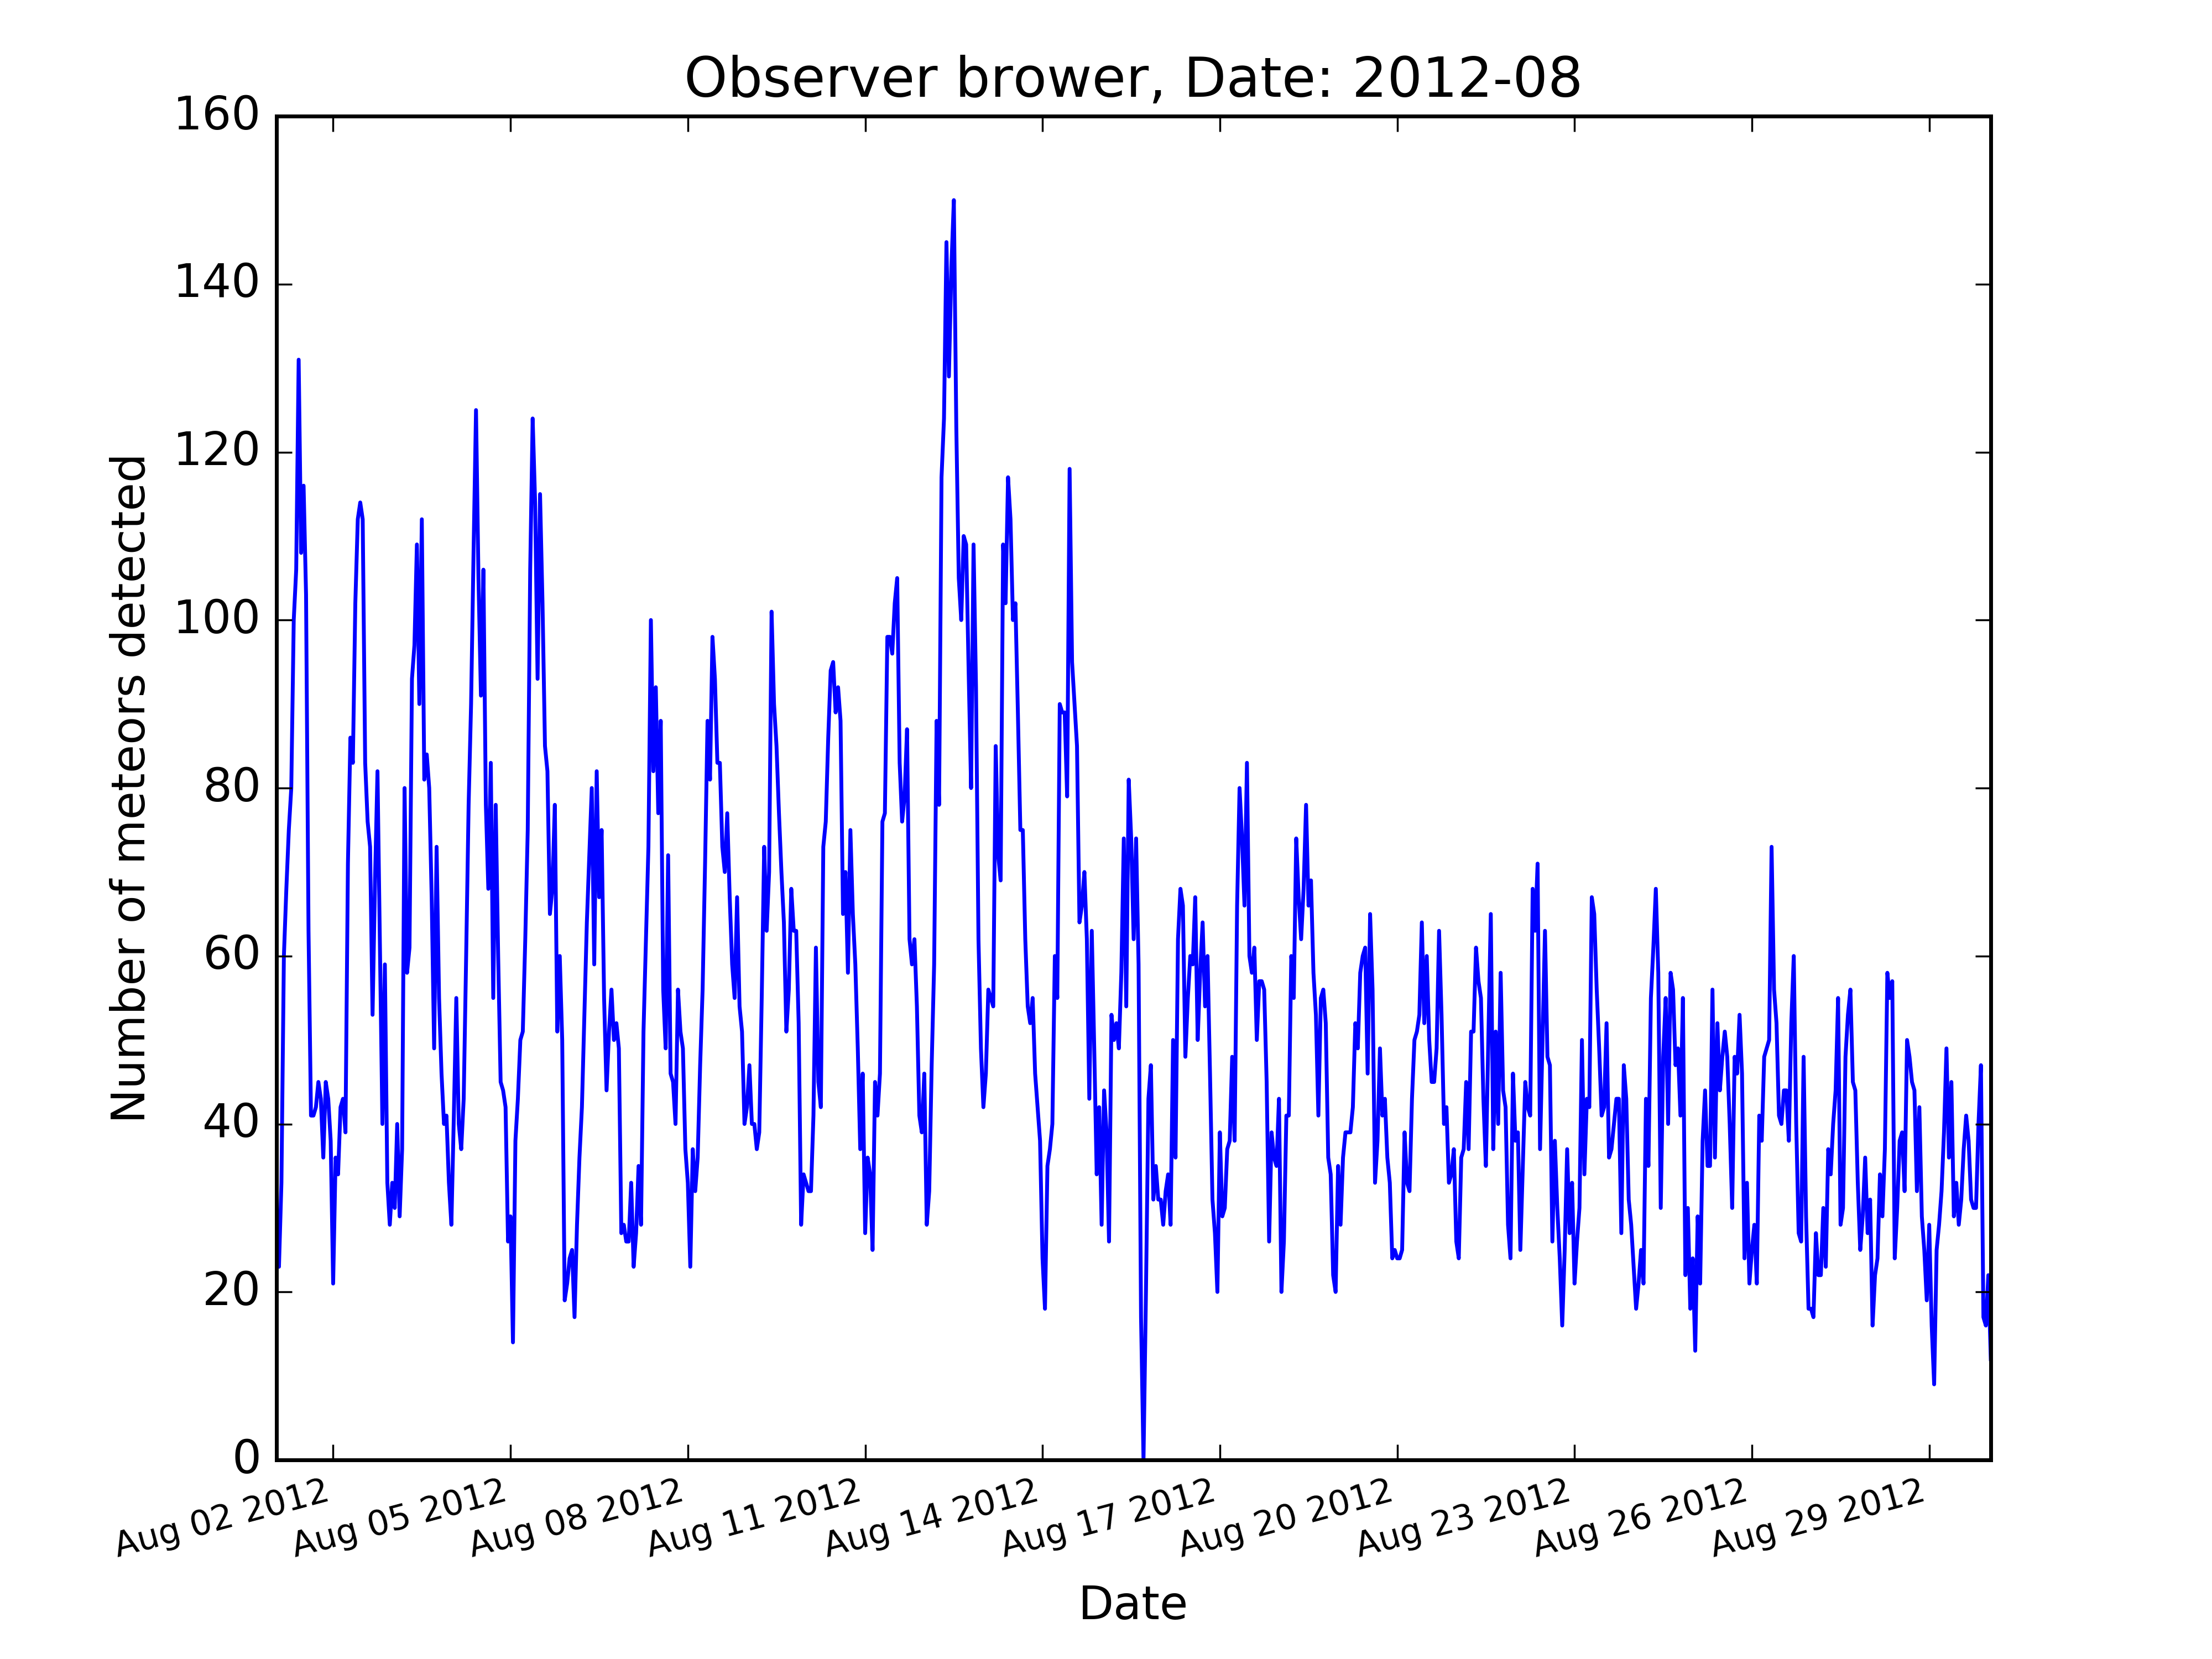 Observer brower, Date: 2012-08
160
140
120
100
80
60
40
20
0
Number of meteors detected
Aug 02 2012
Aug 05 2012
Aug 08 2012
Aug 11 2012
Aug 14 2012
Aug 17 2012
Aug 20 2012
Aug 23 2012
Aug 26 2012
Aug 29 2012
Date